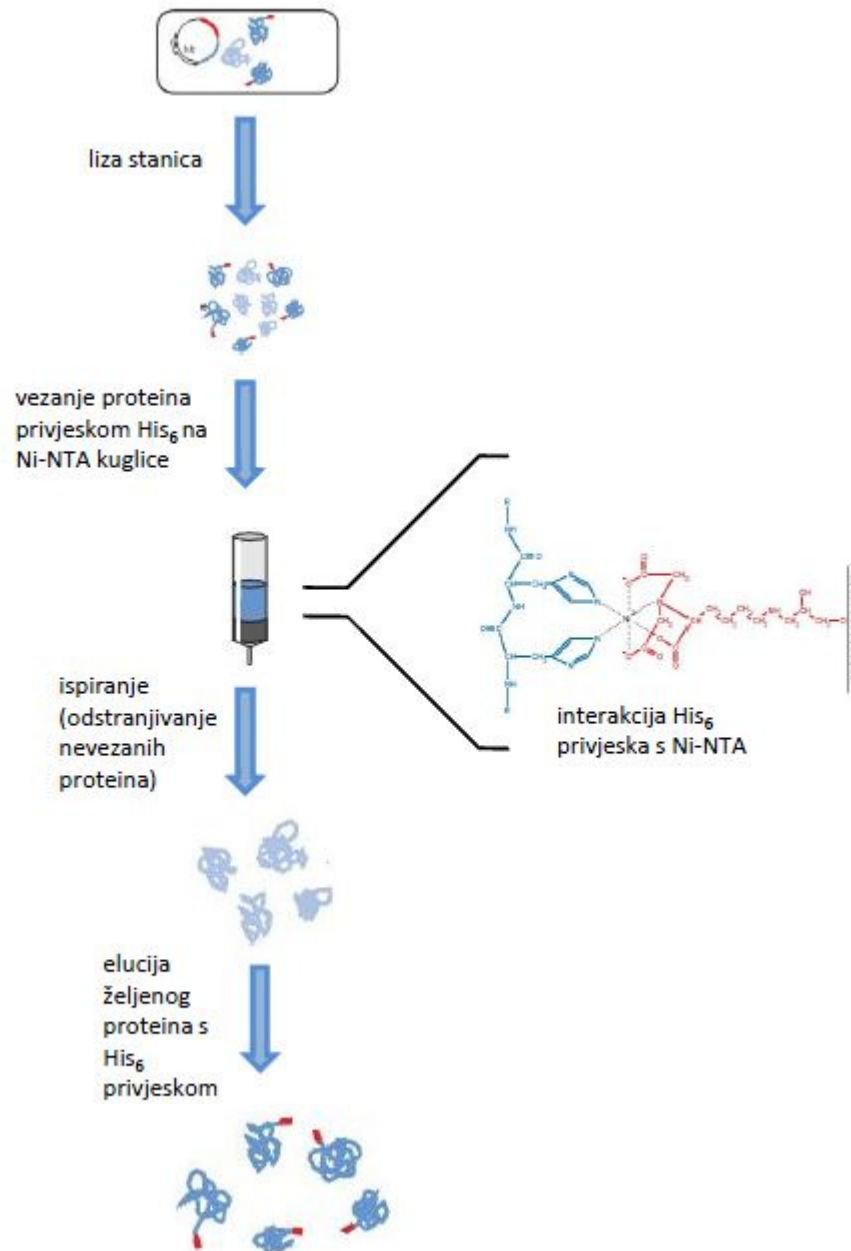 liza stanica
vezanje proteina
privjeskom His₆ na
Ni-NTA kuglice
ispiranje
(odstranjivanje
nevezanih
proteina)
interakcija His₆
privjeska s Ni-NTA
elucija
željenog
proteina s
His₆
privjeskom